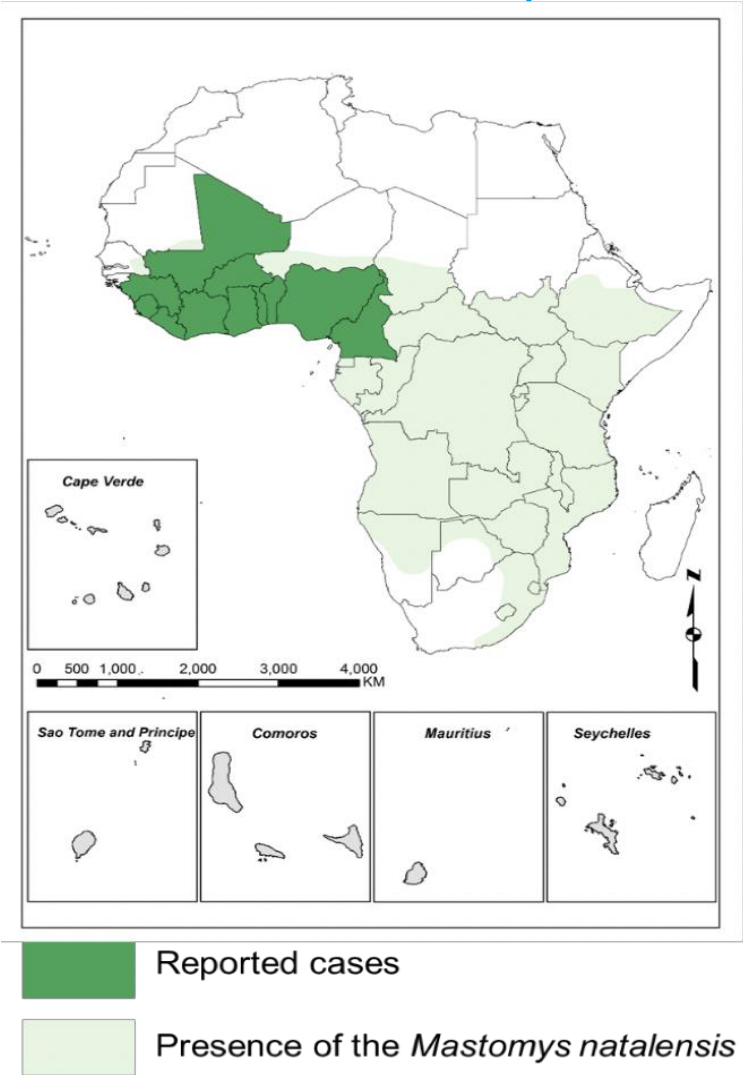 Cape Verde
0 500 1,000 2,000 3,000 4,000
KM
N
Sao Tome and Principe
Comoros
Mauritius
Seychelles
Reported cases
Presence of the Mastomys natalensis